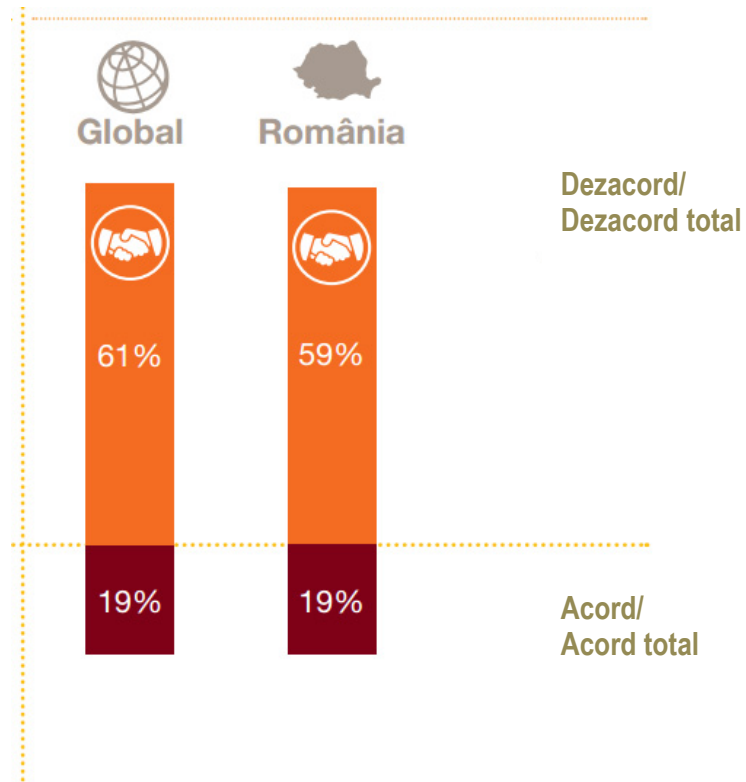 Global
România
Dezacord/
Dezacord total
61%
59%
19%
19%
Acord/
Acord total